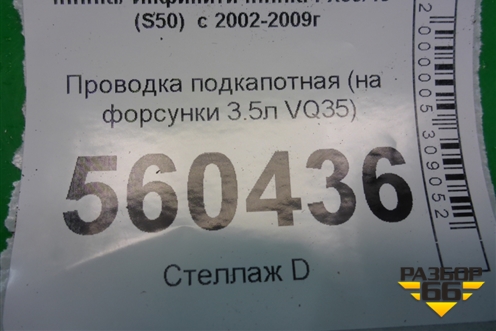 (S50) с 2002-2009г
Проводка подкапотная (на
форсунки 3.5л VQ35)
560436
Стеллаж D
2000005309052
РАЗБОР
66